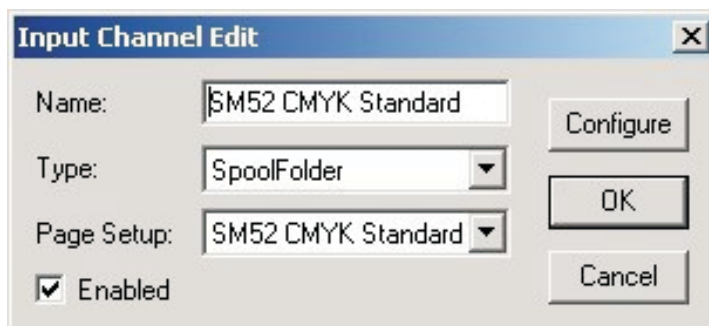 Input Channel Edit
Name: SM52 CMYK Standard
Configure
Type: SpoolFolder
OK
Page Setup: SM52 CMYK Standard
Enabled
Cancel